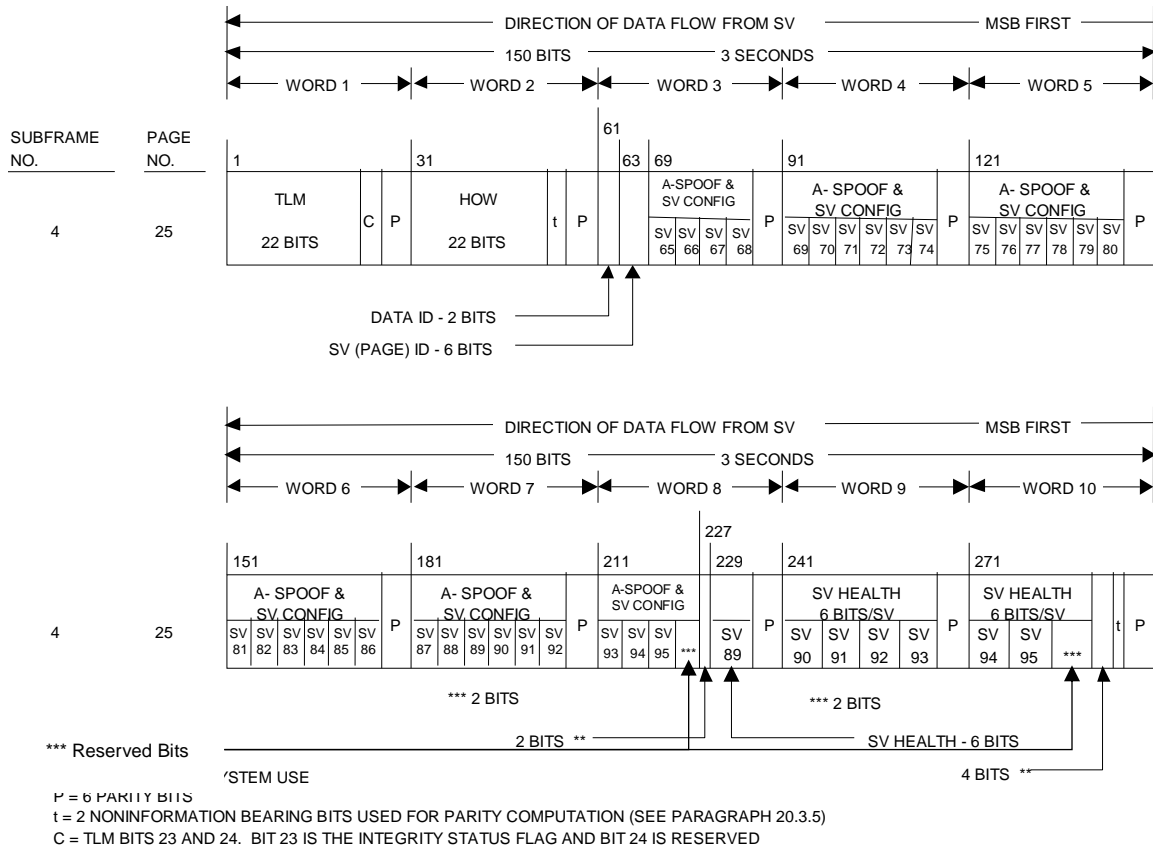 DIRECTION OF DATA FLOW FROM SV MSB FIRST
150 BITS 3 SECONDS
WORD 1 WORD 2 WORD 3 WORD 4 WORD 5
SUBFRAME NO.
PAGE NO.
1 31 61 63 69 91 121
4 25
TLM
22 BITS
C P
HOW
22 BITS
t P
A-SPOOF &
SV CONFIG
SV 65 SV 66 SV 67 SV 68
P
A- SPOOF &
SV CONFIG
SV 69 SV 70 SV 71 SV 72 SV 73 SV 74
P
A- SPOOF &
SV CONFIG
SV 75 SV 76 SV 77 SV 78 SV 79 SV 80
P
DATA ID - 2 BITS
SV (PAGE) ID - 6 BITS
DIRECTION OF DATA FLOW FROM SV MSB FIRST
150 BITS 3 SECONDS
WORD 6 WORD 7 WORD 8 WORD 9 WORD 10
151 181 211 227 229 241 271
4 25
A- SPOOF &
SV CONFIG
SV 81 SV 82 SV 83 SV 84 SV 85 SV 86
P
A- SPOOF &
SV CONFIG
SV 87 SV 88 SV 89 SV 90 SV 91 SV 92
P
A-SPOOF &
SV CONFIG
SV 93 SV 94 SV 95 ***
SV 89
P
SV HEALTH
6 BITS/SV
SV 90 SV 91 SV 92 SV 93
P
SV HEALTH
6 BITS/SV
SV 94 SV 95 ***
t P
*** 2 BITS *** 2 BITS
2 BITS ** SV HEALTH - 6 BITS
*** Reserved Bits
YSTEM USE 4 BITS **
P = 6 PARITY BITS
t = 2 NONINFORMATION BEARING BITS USED FOR PARITY COMPUTATION (SEE PARAGRAPH 20.3.5)
C = TLM BITS 23 AND 24. BIT 23 IS THE INTEGRITY STATUS FLAG AND BIT 24 IS RESERVED